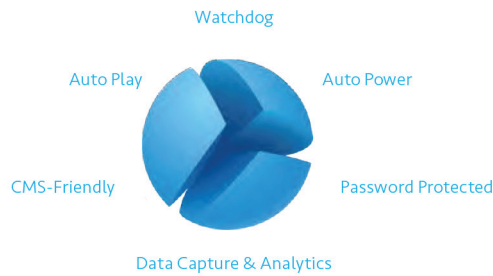 Watchdog
Auto Play
Auto Power
CMS-Friendly
Password Protected
Data Capture & Analytics